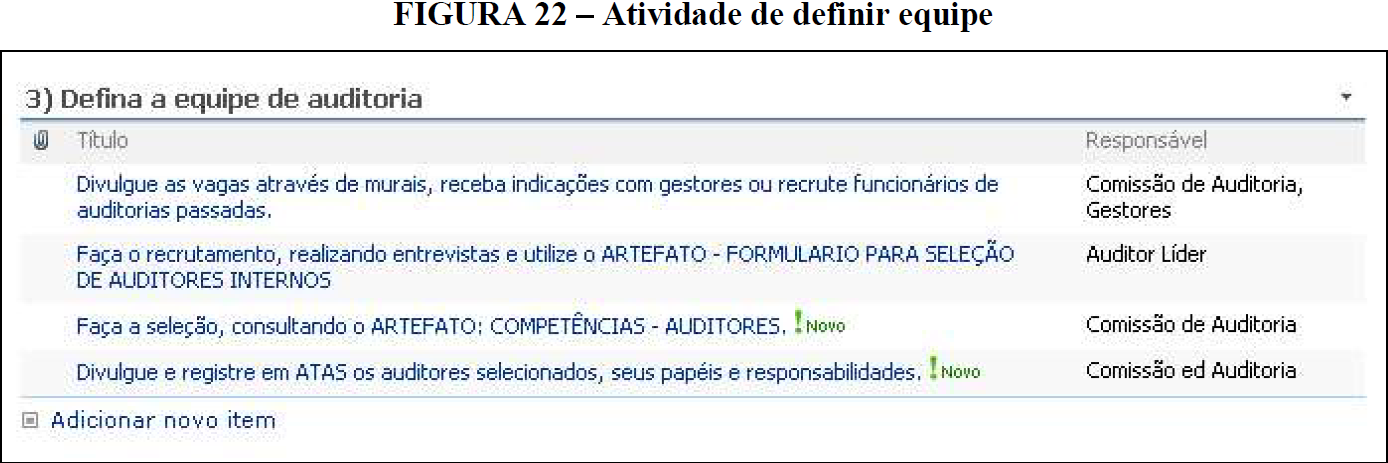 FIGURA 22 – Atividade de definir equipe
3) Defina a equipe de auditoria
Título Responsável
Divulgue as vagas através de murais, receba indicações com gestores ou recrute funcionários de Comissão de Auditoria,
auditorias passadas. Gestores
Faça o recrutamento, realizando entrevistas e utilize o ARTEFATO - FORMULARIO PARA SELEÇÃO Auditor Líder
DE AUDITORES INTERNOS
Faça a seleção, consultando o ARTEFATO: COMPETÊNCIAS - AUDITORES. ! Novo Comissão de Auditoria
Divulgue e registre em ATAS os auditores selecionados, seus papéis e responsabilidades. ! Novo Comissão ed Auditoria
Adicionar novo item